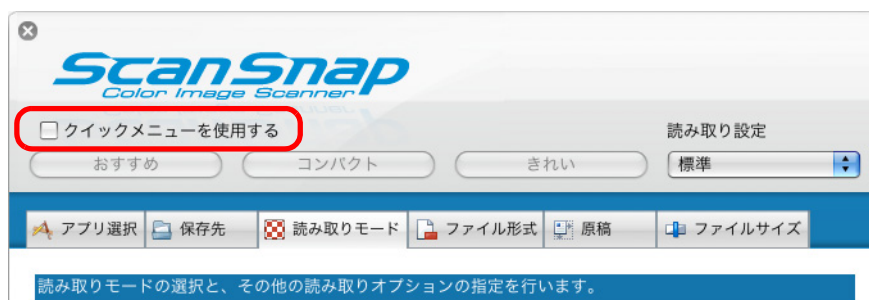 ScanSnap
Color Image Scanner
クイックメニューを使用する
読み取り設定
おすすめ
コンパクト
きれい
標準
アプリ選択
保存先
読み取りモード
ファイル形式
原稿
ファイルサイズ
読み取りモードの選択と、その他の読み取りオプションの指定を行います。